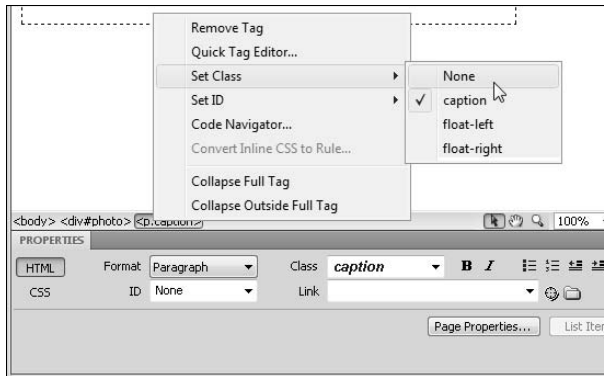 Remove Tag
Quick Tag Editor...
Set Class
Set ID
Code Navigator...
Convert Inline CSS to Rule...
Collapse Full Tag
Collapse Outside Full Tag
None
caption
float-left
float-right
<body> <div#photo> <p.caption> 100%
PROPERTIES
HTML Format Paragraph Class caption B I
CSS ID None Link
Page Properties... List Iter